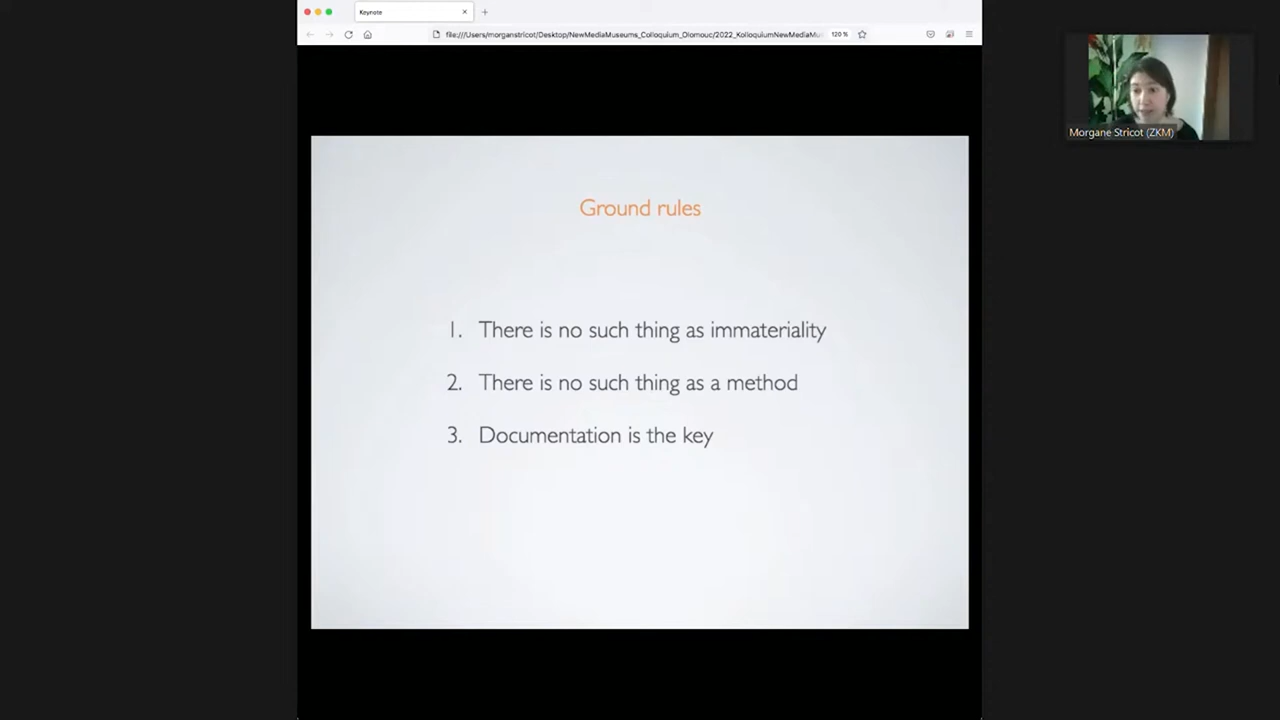 Keynote
file:///Users/morganstricot/Desktop/NewMediaMuseums_Colloquium_Olomouc/2022_KolloquiumNewMediaMu
120 %
Morgane Stricot (ZKM)
Ground rules
1. There is no such thing as immateriality
2. There is no such thing as a method
3. Documentation is the key